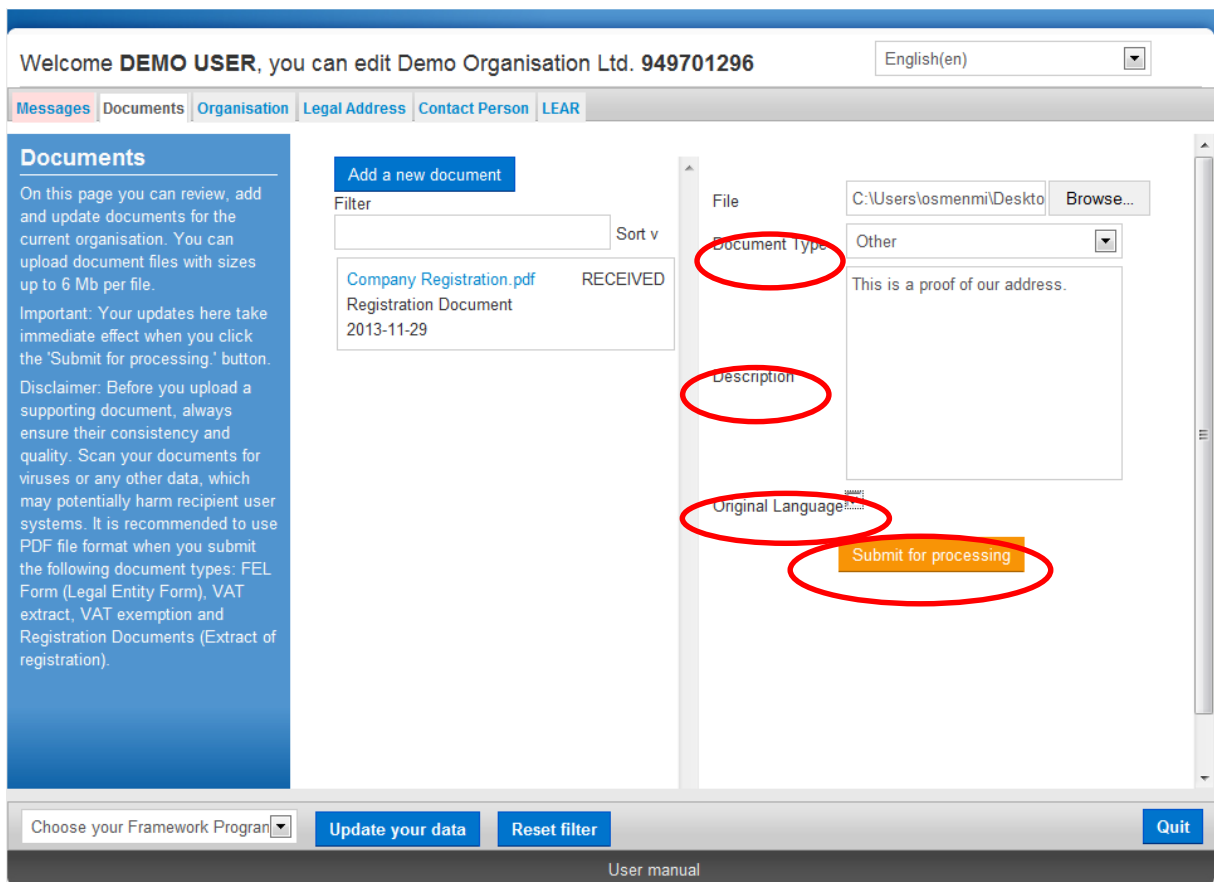 Welcome DEMO USER, you can edit Demo Organisation Ltd. 949701296
English(en)
Messages Documents Organisation Legal Address Contact Person LEAR
Documents
On this page you can review, add
and update documents for the
current organisation. You can
upload document files with sizes
up to 6 Mb per file.
Important: Your updates here take
immediate effect when you click
the 'Submit for processing.' button.
Disclaimer: Before you upload a
supporting document, always
ensure their consistency and
quality. Scan your documents for
viruses or any other data, which
may potentially harm recipient user
systems. It is recommended to use
PDF file format when you submit
the following document types: FEL
Form (Legal Entity Form), VAT
extract, VAT exemption and
Registration Documents (Extract of
registration).
Add a new document
Filter
Sort v
Company Registration.pdf RECEIVED
Registration Document
2013-11-29
File C:\Users\osmenmi\Deskto Browse...
Document Type Other
This is a proof of our address.
Description
Original Language
Submit for processing
Choose your Framework Progran Update your data Reset filter Quit
User manual